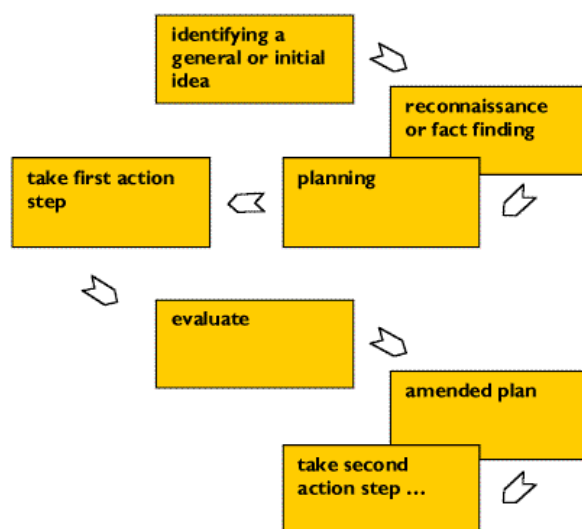 identifying a
general or initial
idea
reconnaissance
or fact finding
planning
take first action
step
evaluate
amended plan
take second
action step ...